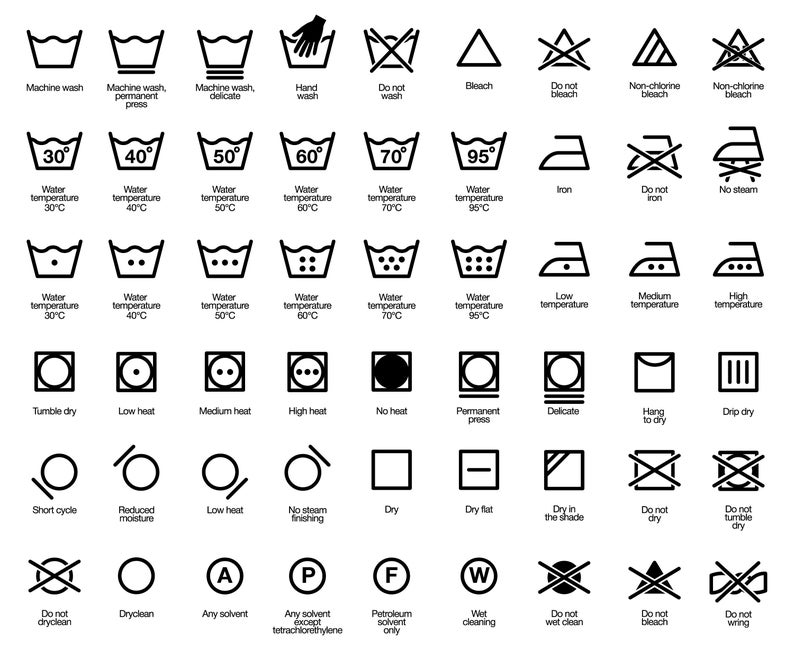 Machine wash
Machine wash,
permanent
press
Machine wash,
delicate
Hand
wash
Do not
wash
Bleach
Do not
bleach
Non-chlorine
bleach
Non-chlorine
bleach
30°
40°
50°
60°
70°
95°
Water
temperature
30°C
Water
temperature
40°C
Water
temperature
50°C
Water
temperature
60°C
Water
temperature
70°C
Water
temperature
95°C
Iron
Do not
iron
No steam
Water
temperature
30°C
Water
temperature
40°C
Water
temperature
50°C
Water
temperature
60°C
Water
temperature
70°C
Water
temperature
95°C
Low
temperature
Medium
temperature
High
temperature
Tumble dry
Low heat
Medium heat
High heat
No heat
Permanent
press
Delicate
Hang
to dry
Drip dry
Short cycle
Reduced
moisture
Low heat
No steam
finishing
Dry
Dry flat
Dry in
the shade
Do not
dry
Do not
tumble
dry
A
P
F
W
Do not
dryclean
Dryclean
Any solvent
Any solvent
except
tetrachlorethylene
Petroleum
solvent
only
Wet
cleaning
Do not
wet clean
Do not
bleach
Do not
wring